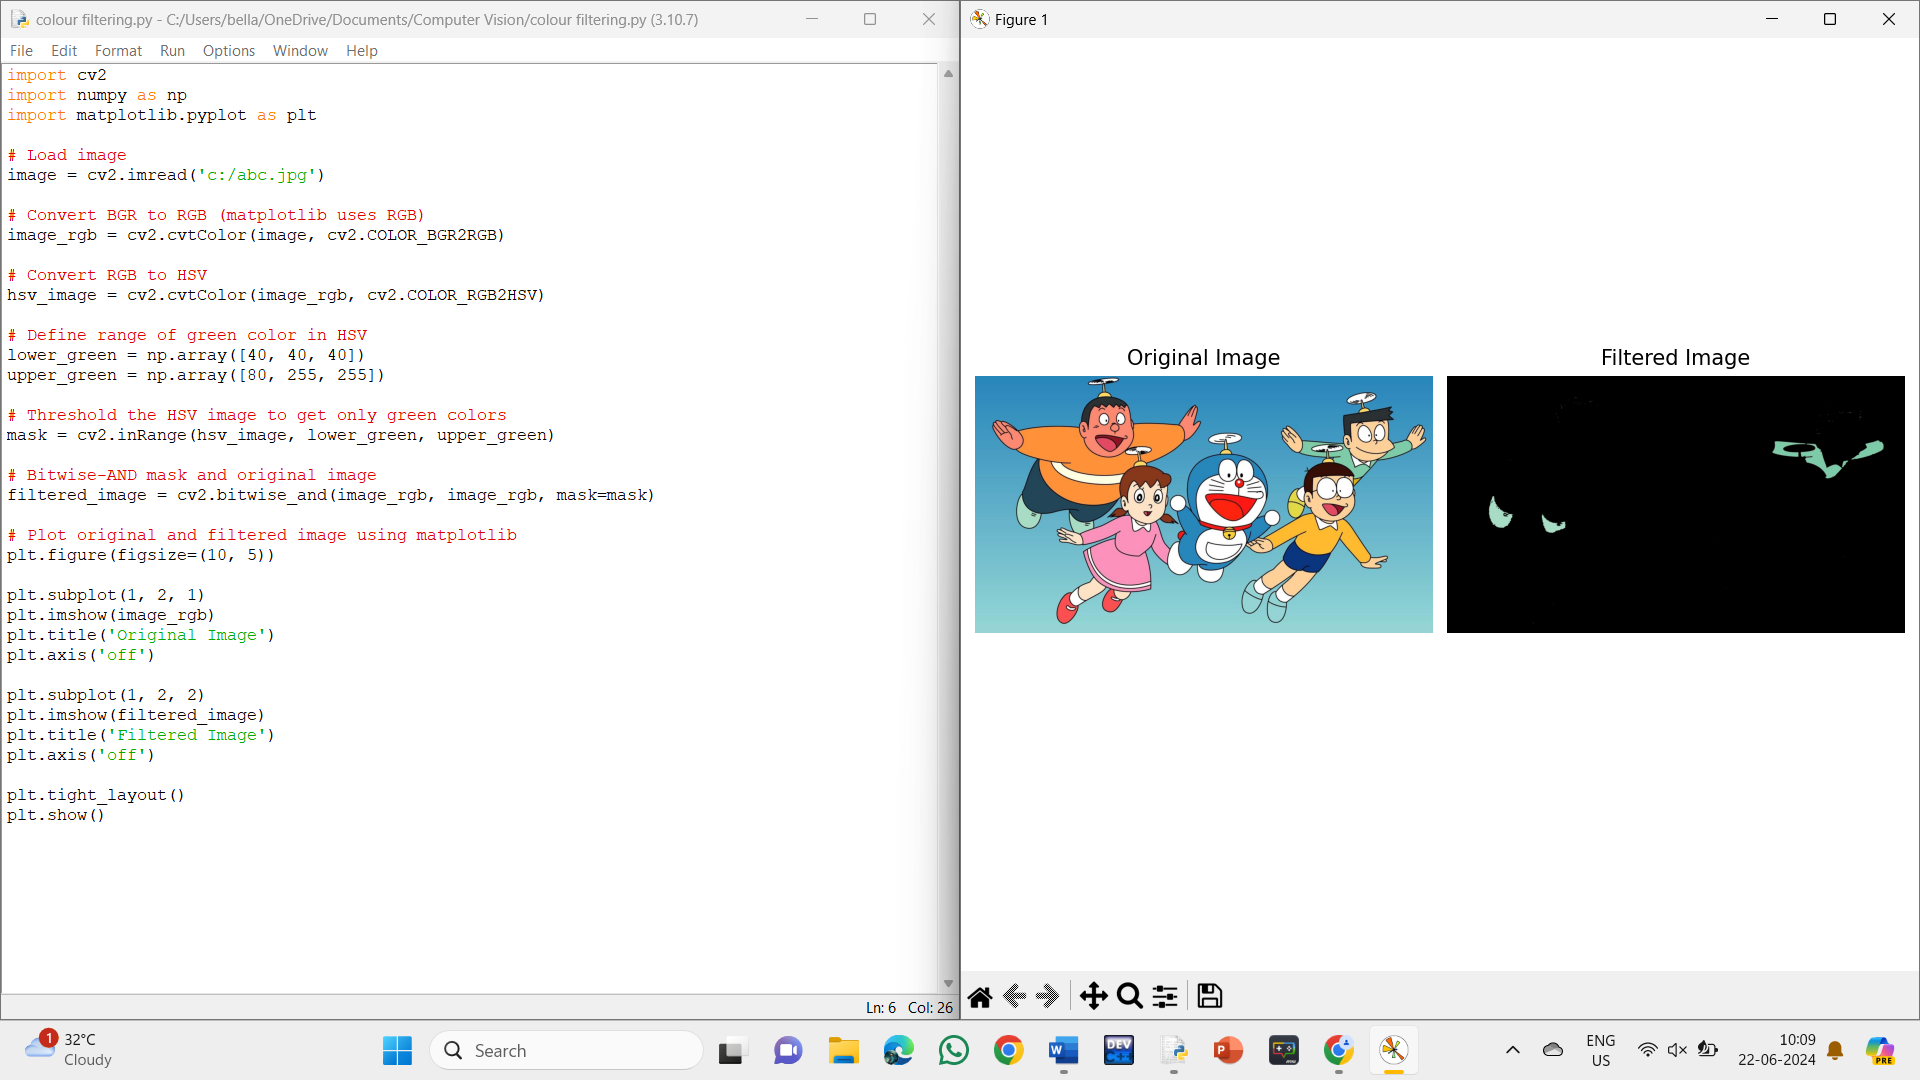 colour filtering.py - C:/Users/bella/OneDrive/Documents/Computer Vision/colour filtering.py (3.10.7)
File Edit Format Run Options Window Help
import cv2
import numpy as np
import matplotlib.pyplot as plt
# Load image
image = cv2.imread('c:/abc.jpg')
# Convert BGR to RGB (matplotlib uses RGB)
image_rgb = cv2.cvtColor(image, cv2.COLOR_BGR2RGB)
# Convert RGB to HSV
hsv_image = cv2.cvtColor(image_rgb, cv2.COLOR_RGB2HSV)
# Define range of green color in HSV
lower_green = np.array([40, 40, 40])
upper_green = np.array([80, 255, 255])
# Threshold the HSV image to get only green colors
mask = cv2.inRange(hsv_image, lower_green, upper_green)
# Bitwise-AND mask and original image
filtered_image = cv2.bitwise_and(image_rgb, image_rgb, mask=mask)
# Plot original and filtered image using matplotlib
plt.figure(figsize=(10, 5))
plt.subplot(1, 2, 1)
plt.imshow(image_rgb)
plt.title('Original Image')
plt.axis('off')
plt.subplot(1, 2, 2)
plt.imshow(filtered_image)
plt.title('Filtered Image')
plt.axis('off')
plt.tight_layout()
plt.show()
Ln: 6 Col: 26
Figure 1
Original Image
Filtered Image
1
32°C
Cloudy
Search
W
DEV
C++
P
ENG
US
10:09
22-06-2024
PRE